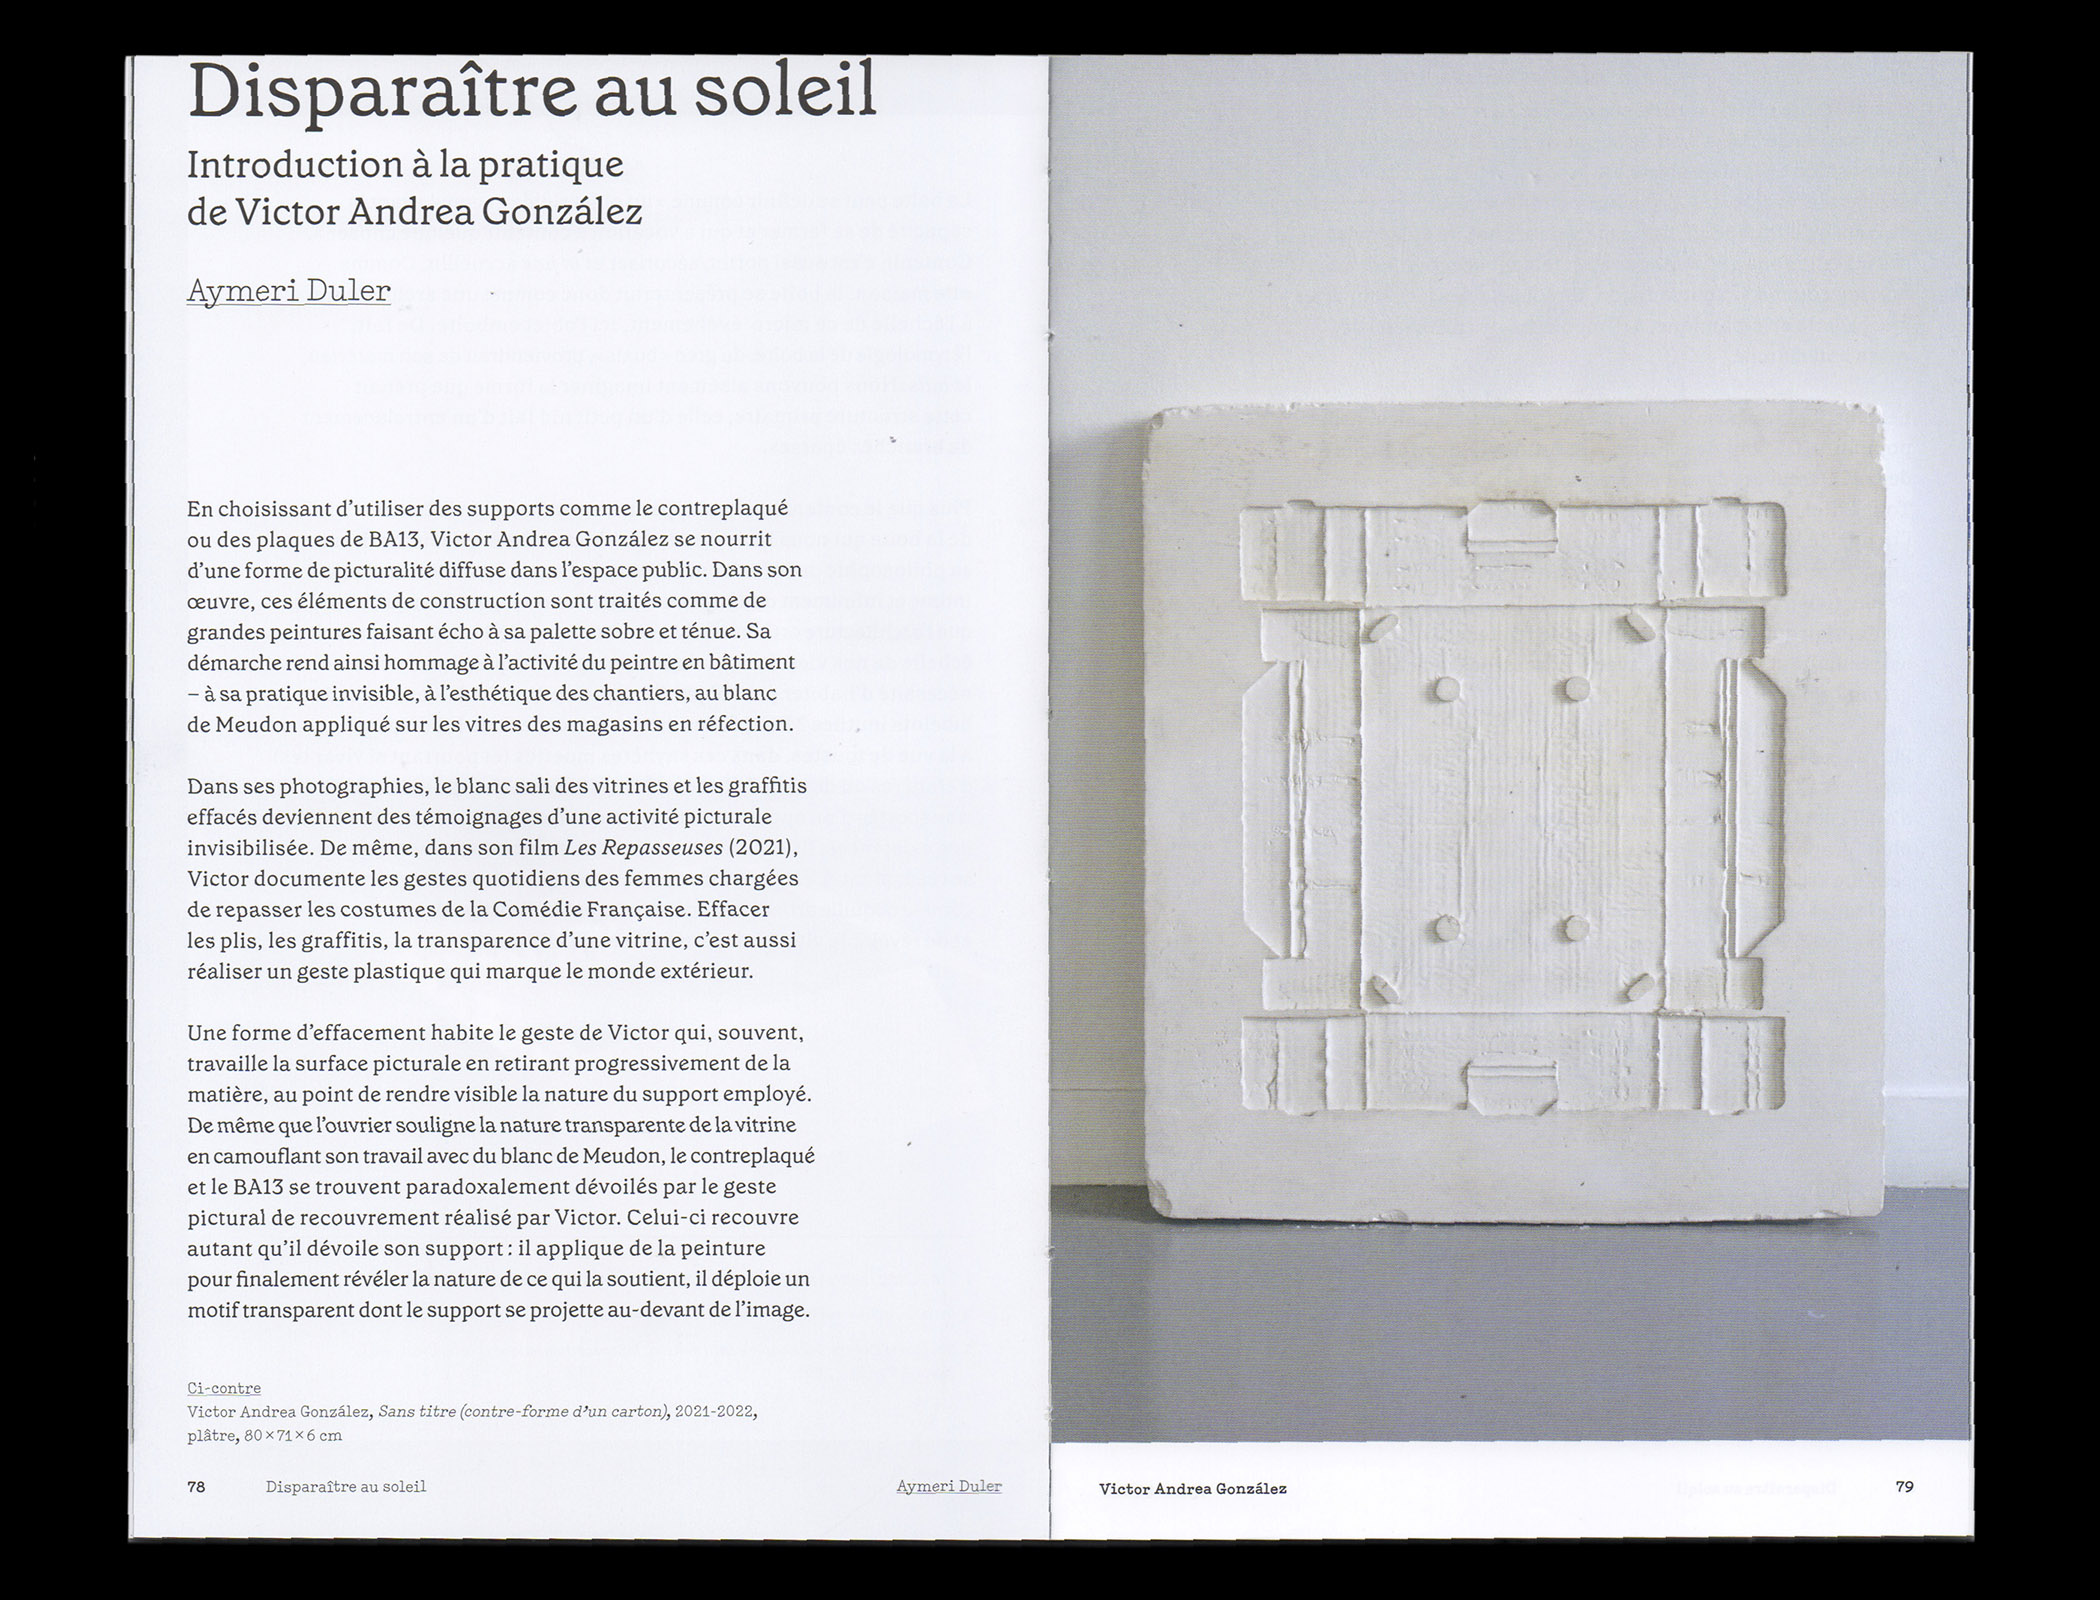 Disparaître au soleil
Introduction à la pratique
de Victor Andrea González
Aymeri Duler
En choisissant d’utiliser des supports comme le contreplaqué
ou des plaques de BA13, Victor Andrea González se nourrit
d’une forme de picturalité diffuse dans l’espace public. Dans son
œuvre, ces éléments de construction sont traités comme de
grandes peintures faisant écho à sa palette sobre et ténue. Sa
démarche rend ainsi hommage à l’activité du peintre en bâtiment
– à sa pratique invisible, à l’esthétique des chantiers, au blanc
de Meudon appliqué sur les vitres des magasins en réfection.
Dans ses photographies, le blanc sali des vitrines et les graffitis
effacés deviennent des témoignages d’une activité picturale
invisibilisée. De même, dans son film Les Repasseuses (2021),
Victor documente les gestes quotidiens des femmes chargées
de repasser les costumes de la Comédie Française. Effacer
les plis, les graffitis, la transparence d’une vitrine, c’est aussi
réaliser un geste plastique qui marque le monde extérieur.
Une forme d’effacement habite le geste de Victor qui, souvent,
travaille la surface picturale en retirant progressivement de la
matière, au point de rendre visible la nature du support employé.
De même que l’ouvrier souligne la nature transparente de la vitrine
en camouflant son travail avec du blanc de Meudon, le contreplaqué
et le BA13 se trouvent paradoxalement dévoilés par le geste
pictural de recouvrement réalisé par Victor. Celui-ci recouvre
autant qu’il dévoile son support : il applique de la peinture
pour finalement révéler la nature de ce qui la soutient, il déploie un
motif transparent dont le support se projette au-devant de l’image.
Ci-contre
Victor Andrea González, Sans titre (contre-forme d’un carton), 2021-2022,
plâtre, 80 × 71 × 6 cm
78 Disparaître au soleil Aymeri Duler
Victor Andrea González 79